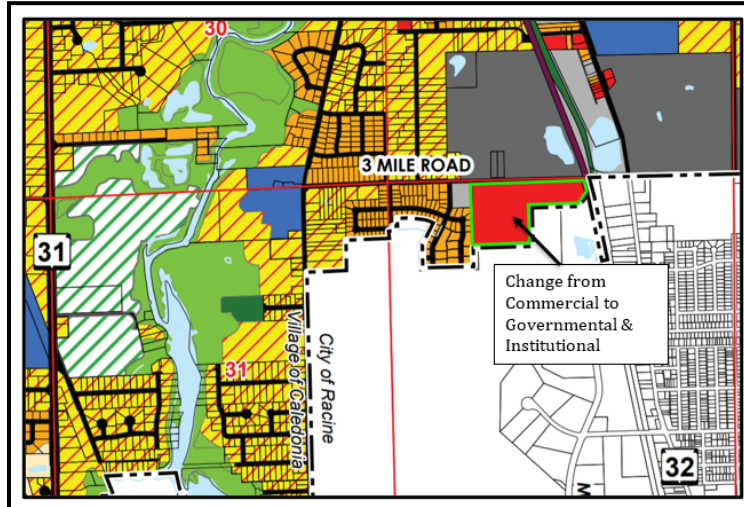 30
3 MILE ROAD
31
Change from
Commercial to
Governmental &
Institutional
City of Racine
Village of Caledonia
31
32
M